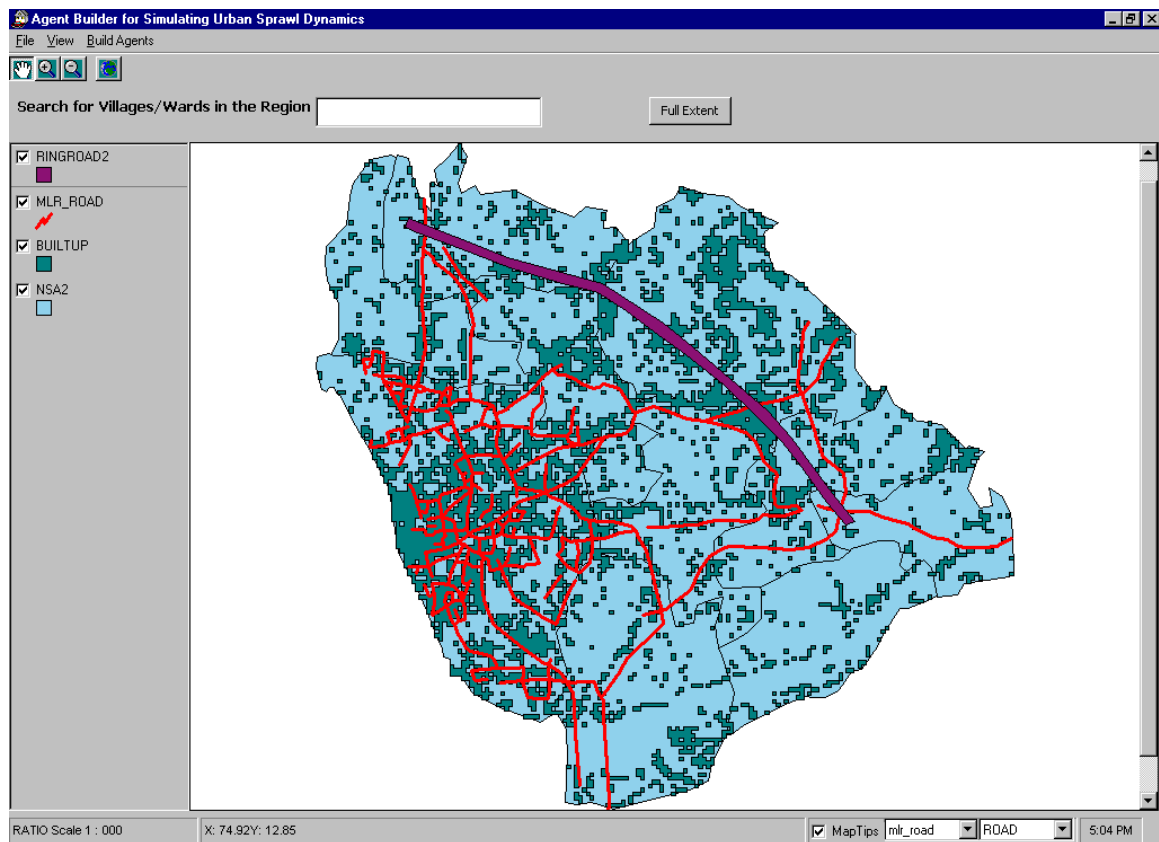 Agent Builder for Simulating Urban Sprawl Dynamics
File View Build Agents
Search for Villages/Wards in the Region
Full Extent
RINGROAD2
MLR_ROAD
BUILTUP
NSA2
RATIO Scale 1 : 000
X: 74.92Y: 12.85
MapTips
mlr_road
ROAD
5:04 PM